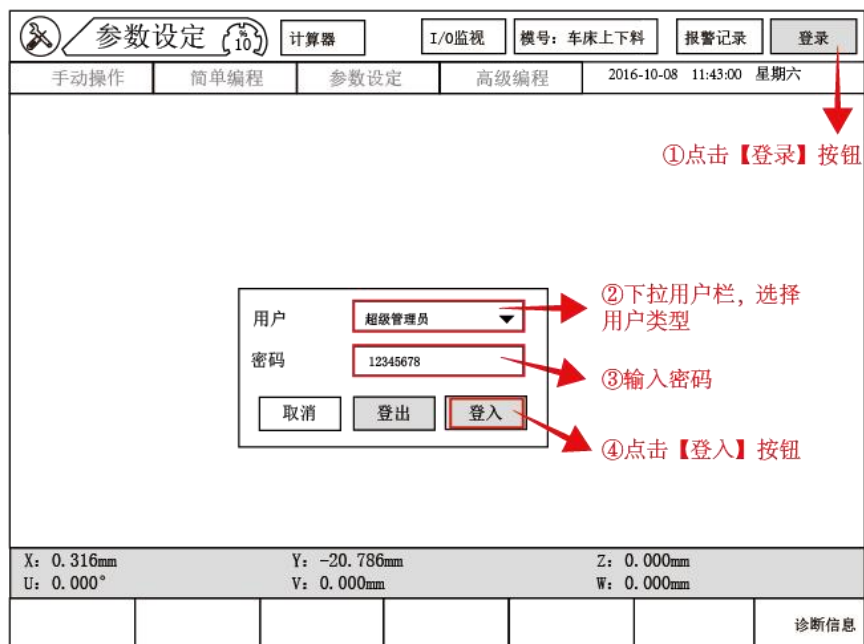 参数设定 % 10 计算器 I/O监视 模号：车床上下料 报警记录 登录
手动操作 简单编程 参数设定 高级编程 2016-10-08 11:43:00 星期六
①点击【登录】按钮
用户 超级管理员
②下拉用户栏，选择
用户类型
密码 12345678
③输入密码
取消 登出 登入
④点击【登入】按钮
X: 0.316mm Y: -20.786mm Z: 0.000mm
U: 0.000° V: 0.000mm W: 0.000mm
诊断信息